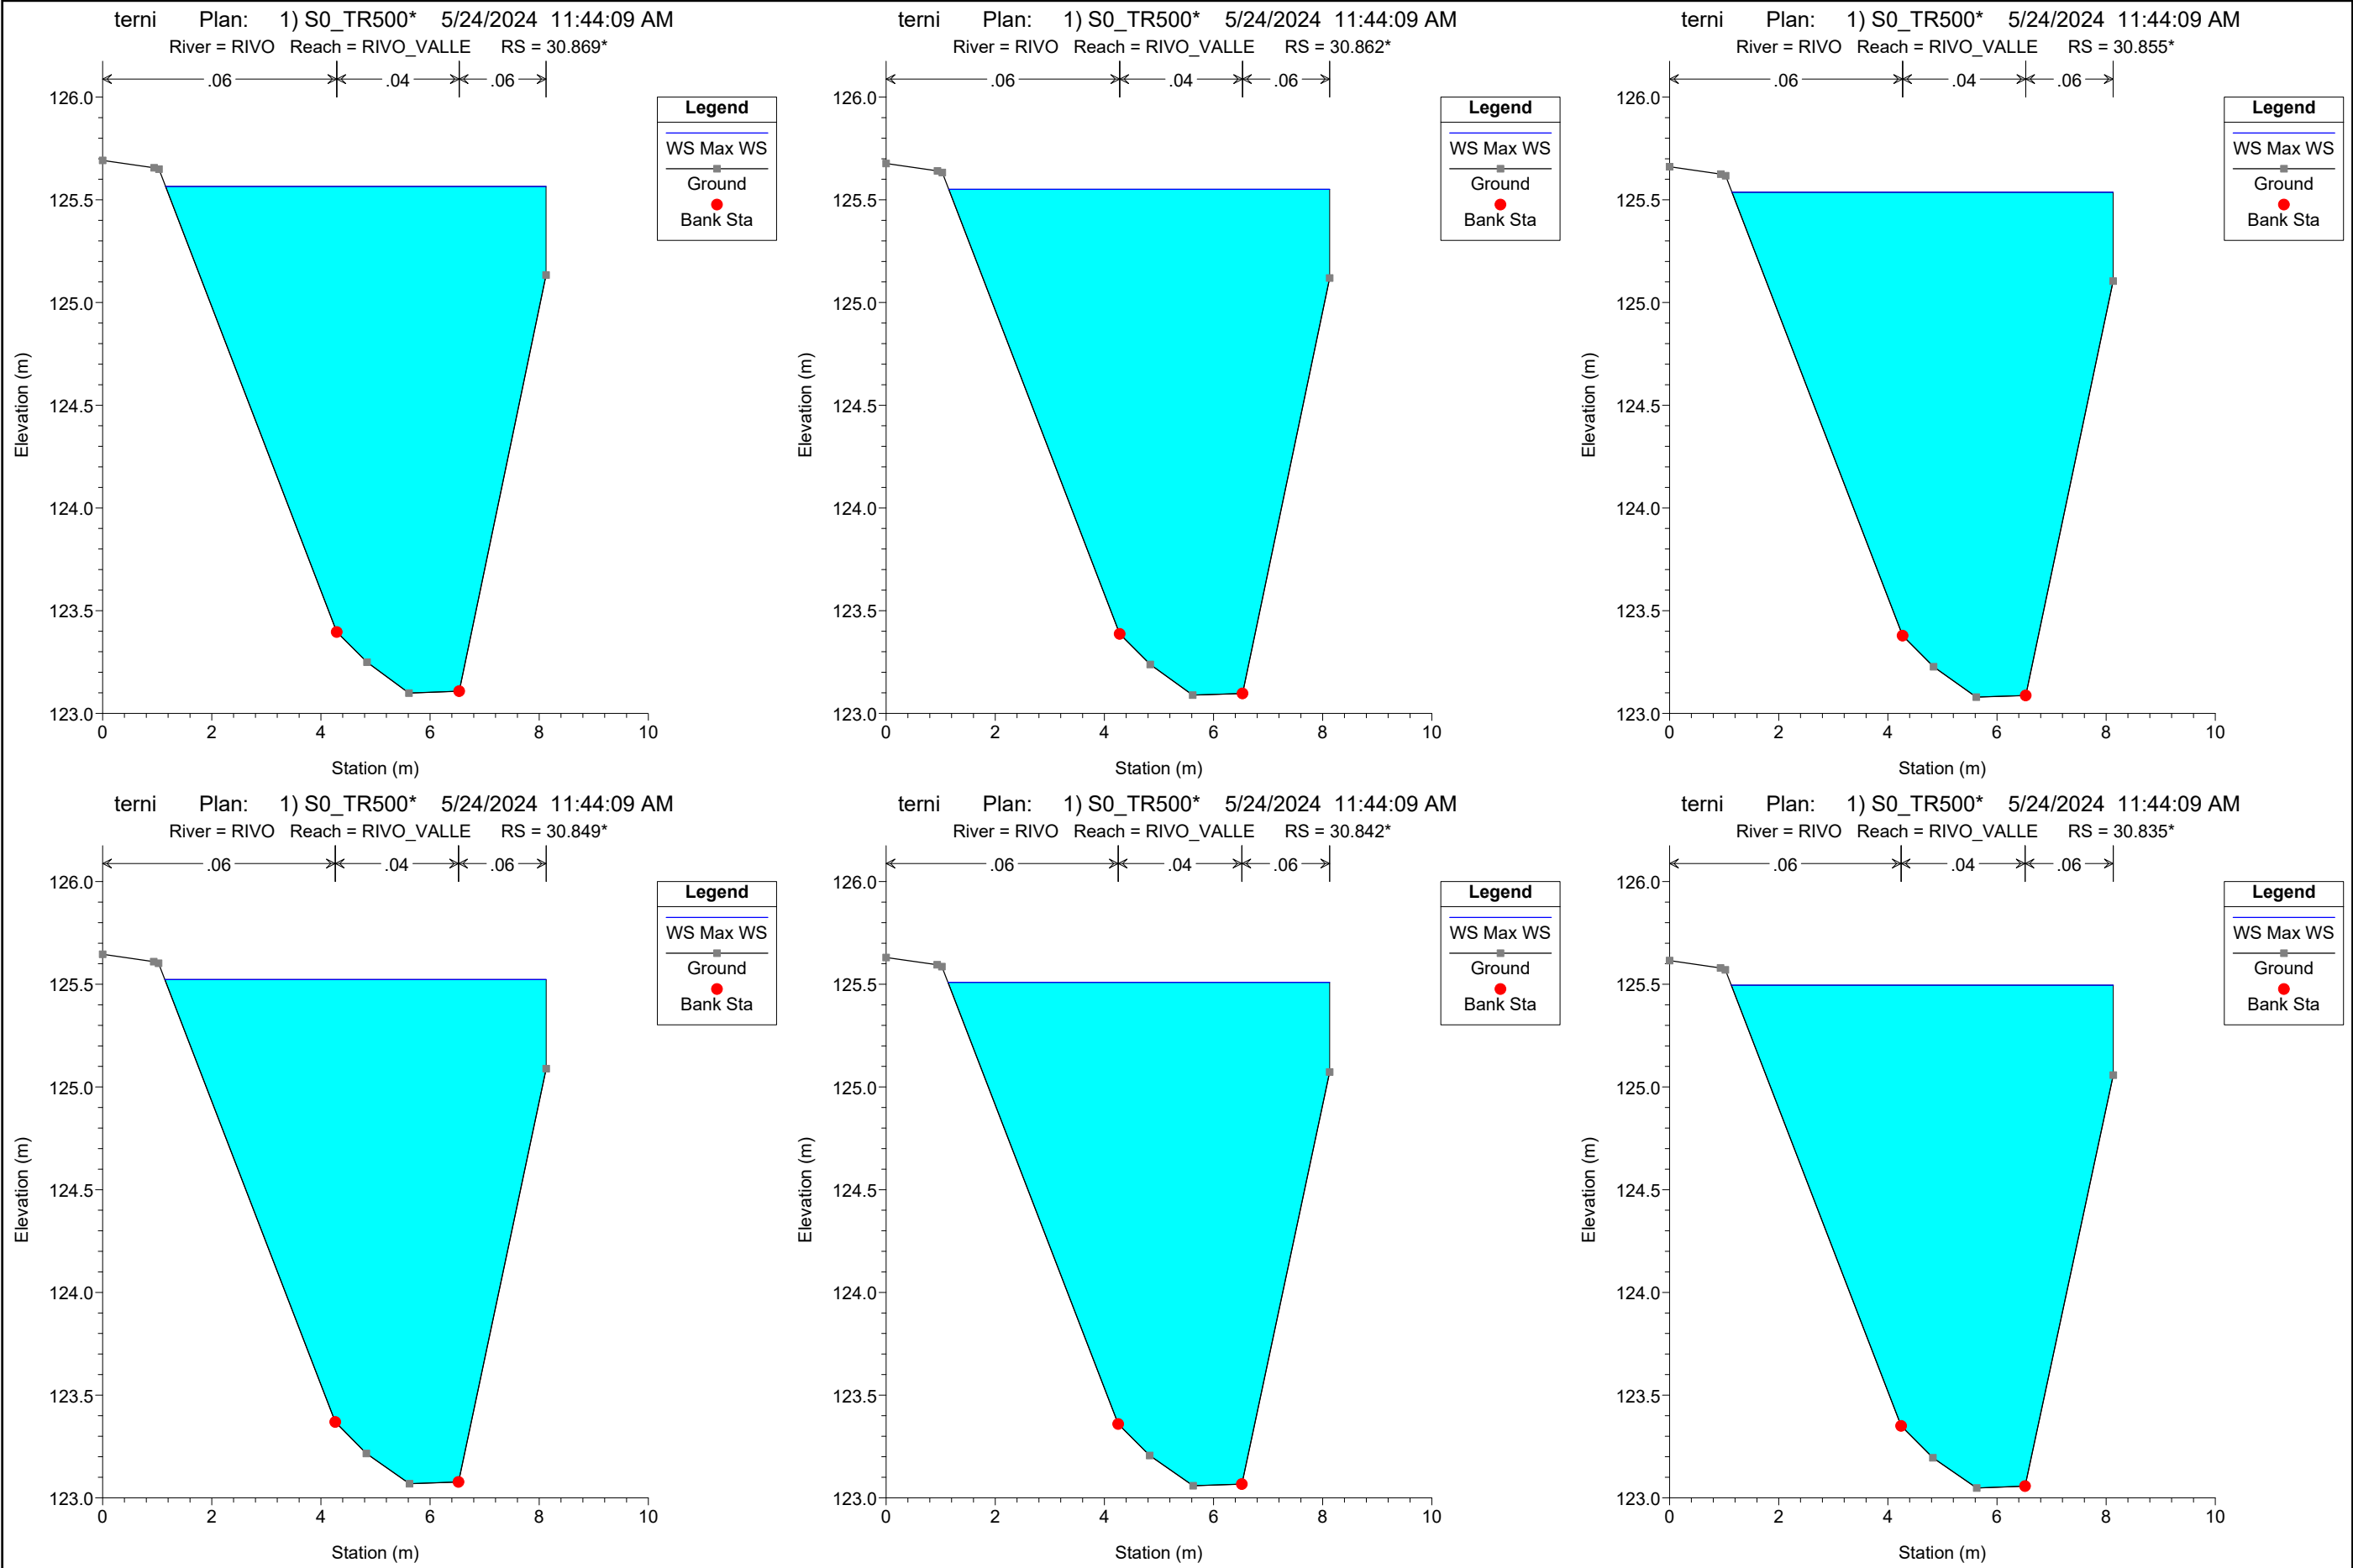 terni Plan: 1) S0_TR500* 5/24/2024 11:44:09 AM
River = RIVO Reach = RIVO_VALLE RS = 30.869*
.06 .04 .06
126.0
125.5
125.0
124.5
124.0
123.5
123.0
Elevation (m)
0 2 4 6 8 10
Station (m)
Legend
WS Max WS
Ground
Bank Sta
terni Plan: 1) S0_TR500* 5/24/2024 11:44:09 AM
River = RIVO Reach = RIVO_VALLE RS = 30.862*
.06 .04 .06
126.0
125.5
125.0
124.5
124.0
123.5
123.0
Elevation (m)
0 2 4 6 8 10
Station (m)
Legend
WS Max WS
Ground
Bank Sta
terni Plan: 1) S0_TR500* 5/24/2024 11:44:09 AM
River = RIVO Reach = RIVO_VALLE RS = 30.855*
.06 .04 .06
126.0
125.5
125.0
124.5
124.0
123.5
123.0
Elevation (m)
0 2 4 6 8 10
Station (m)
Legend
WS Max WS
Ground
Bank Sta
terni Plan: 1) S0_TR500* 5/24/2024 11:44:09 AM
River = RIVO Reach = RIVO_VALLE RS = 30.849*
.06 .04 .06
126.0
125.5
125.0
124.5
124.0
123.5
123.0
Elevation (m)
0 2 4 6 8 10
Station (m)
Legend
WS Max WS
Ground
Bank Sta
terni Plan: 1) S0_TR500* 5/24/2024 11:44:09 AM
River = RIVO Reach = RIVO_VALLE RS = 30.842*
.06 .04 .06
126.0
125.5
125.0
124.5
124.0
123.5
123.0
Elevation (m)
0 2 4 6 8 10
Station (m)
Legend
WS Max WS
Ground
Bank Sta
terni Plan: 1) S0_TR500* 5/24/2024 11:44:09 AM
River = RIVO Reach = RIVO_VALLE RS = 30.835*
.06 .04 .06
126.0
125.5
125.0
124.5
124.0
123.5
123.0
Elevation (m)
0 2 4 6 8 10
Station (m)
Legend
WS Max WS
Ground
Bank Sta